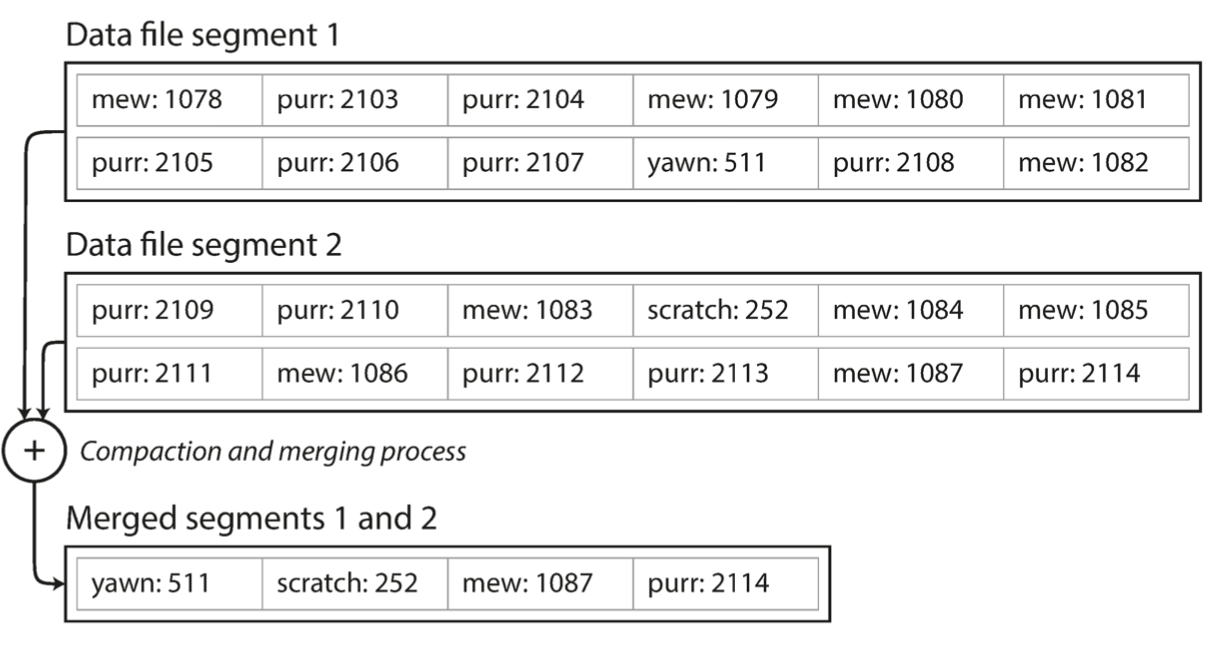 Data file segment 1
mew: 1078 purr: 2103 purr: 2104 mew: 1079 mew: 1080 mew: 1081
purr: 2105 purr: 2106 purr: 2107 yawn: 511 purr: 2108 mew: 1082
Data file segment 2
purr: 2109 purr: 2110 mew: 1083 scratch: 252 mew: 1084 mew: 1085
purr: 2111 mew: 1086 purr: 2112 purr: 2113 mew: 1087 purr: 2114
+ Compaction and merging process
Merged segments 1 and 2
yawn: 511 scratch: 252 mew: 1087 purr: 2114